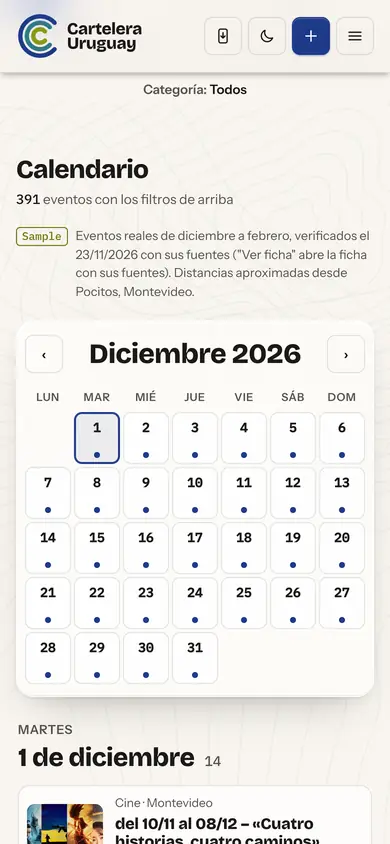 Cartelera
Uruguay
Categoría: Todos
Calendario
391 eventos con los filtros de arriba
Sample
Eventos reales de diciembre a febrero, verificados el
23/11/2026 con sus fuentes ("Ver ficha" abre la ficha
con sus fuentes). Distancias aproximadas desde
Pocitos, Montevideo.
‹ Diciembre 2026 ›
LUN MAR MIÉ JUE VIE SÁB DOM
1 2 3 4 5 6
7 8 9 10 11 12 13
14 15 16 17 18 19 20
21 22 23 24 25 26 27
28 29 30 31
MARTES
1 de diciembre 14
Cine · Montevideo
del 10/11 al 08/12 – «Cuatro
historias, cuatro caminos»